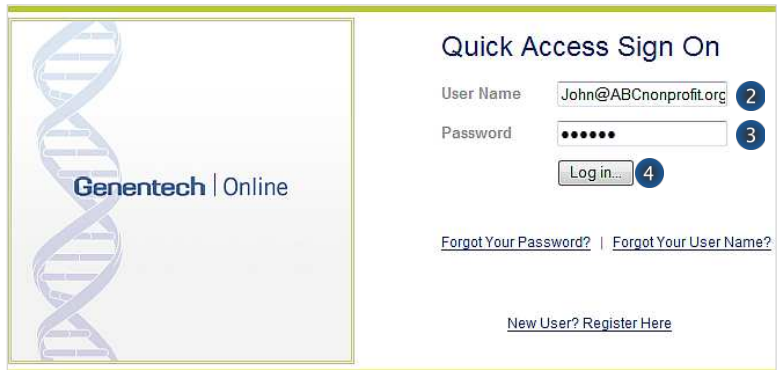 Quick Access Sign On
User Name John@ABCnonprofit.org 2
Password •••••• 3
Genentech | Online
Log in... 4
Forgot Your Password? | Forgot Your User Name?
New User? Register Here